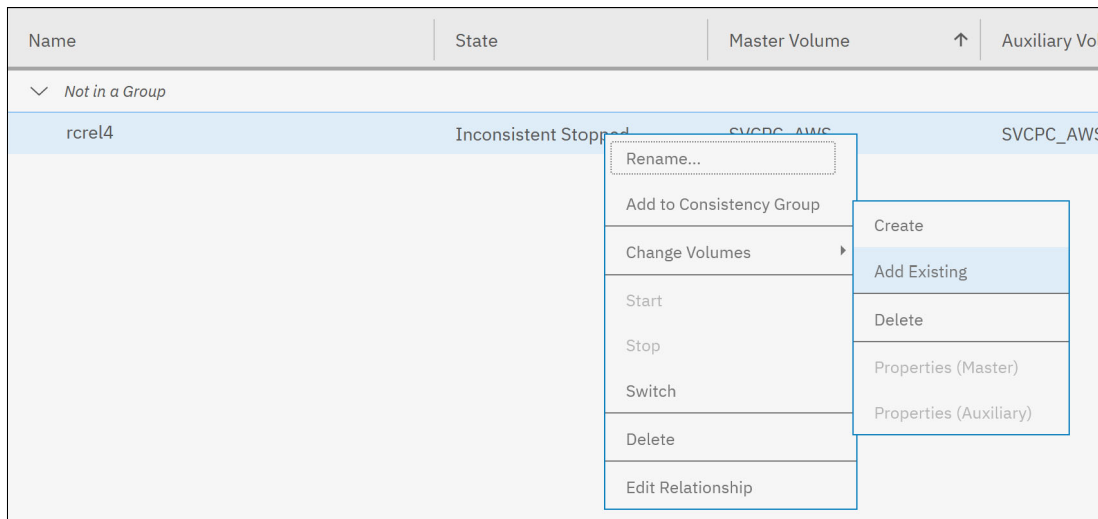 Name State Master Volume Auxiliary Vo
Not in a Group
rcrel4 Inconsistent Stopped SVCPC_AWS SVCPC_AWS
Rename...
Add to Consistency Group
Change Volumes
Start
Stop
Switch
Delete
Edit Relationship
Create
Add Existing
Delete
Properties (Master)
Properties (Auxiliary)